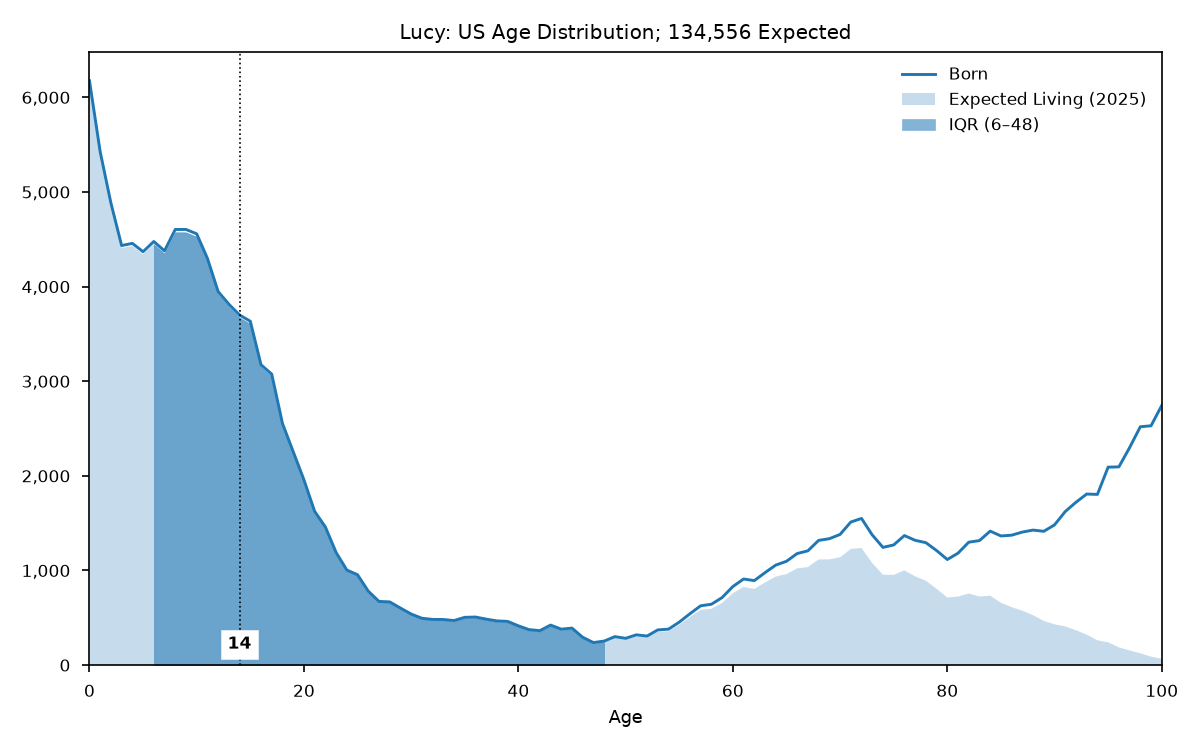 Lucy: US Age Distribution; 134,556 Expected
Born
Expected Living (2025)
IQR (6–48)
6,000
5,000
4,000
3,000
2,000
1,000
0
14
0 20 40 60 80 100
Age